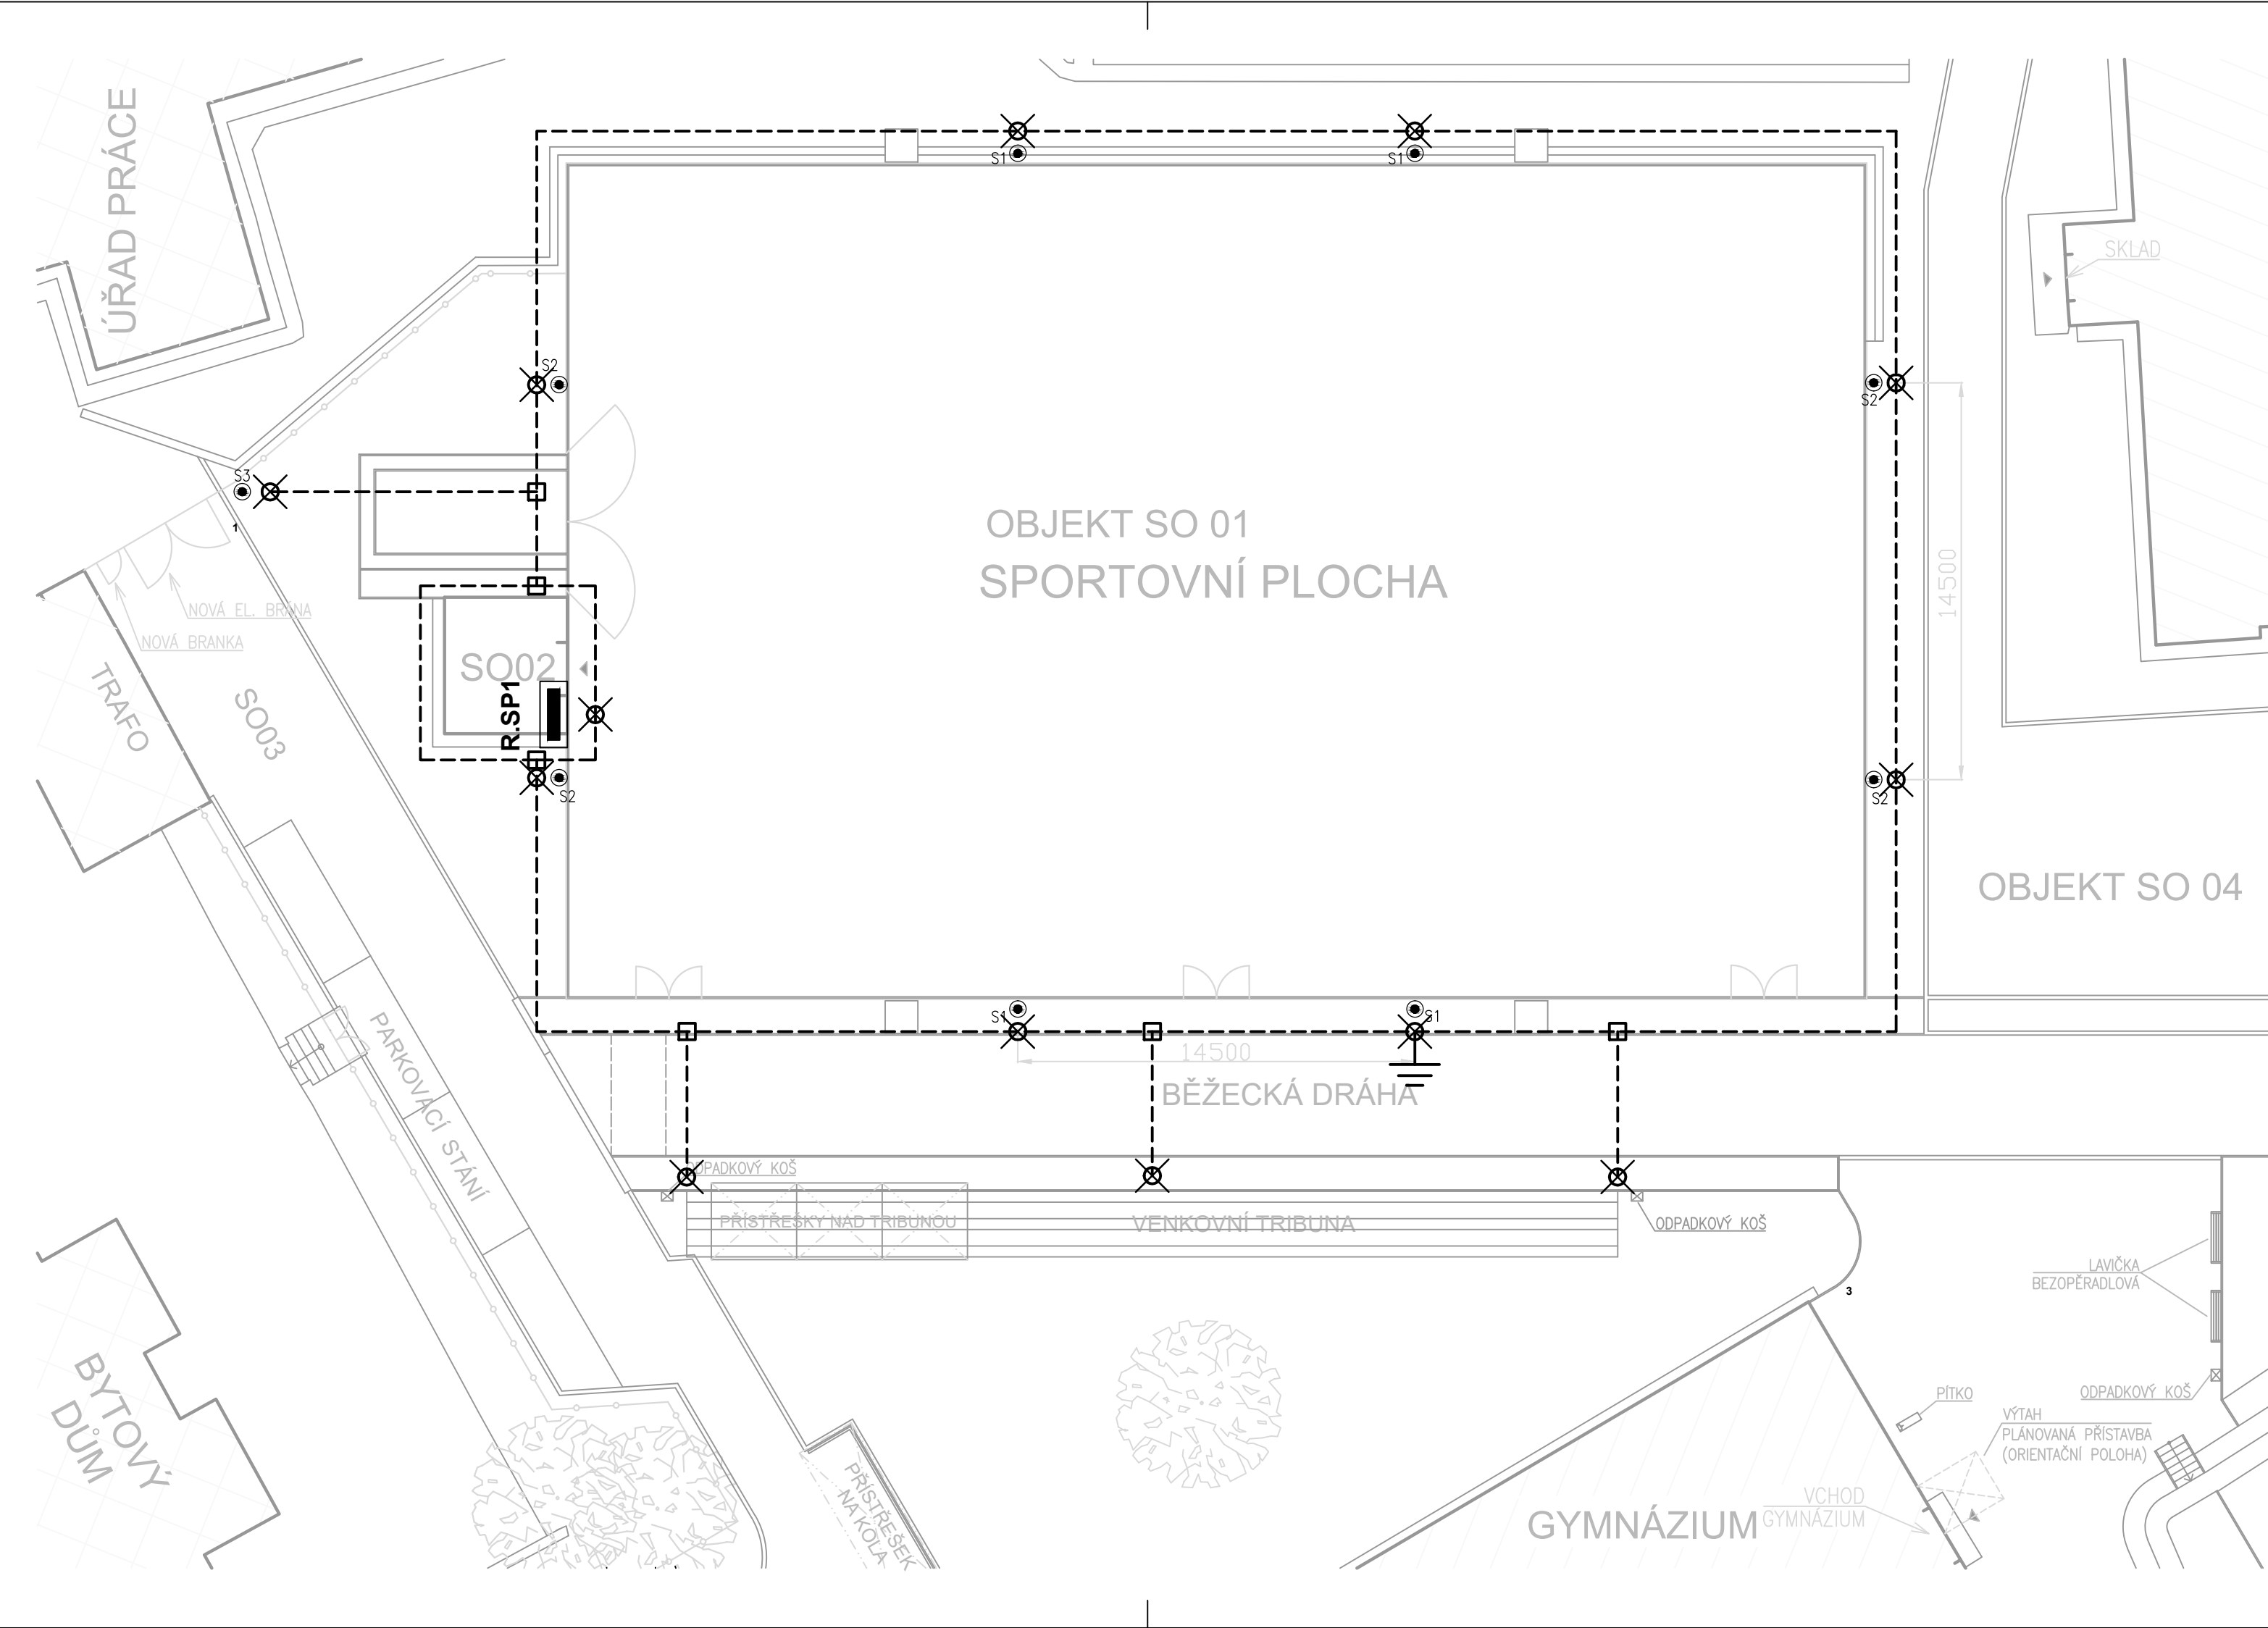 ÚŘAD PRÁCE
S1
S1
SKLAD
S2
S2
S3
1
OBJEKT SO 01
SPORTOVNÍ PLOCHA
14500
NOVÁ EL. BRÁNA
NOVÁ BRANKA
TRAFO
SO03
SO02
R.SP1
S2
S2
OBJEKT SO 04
S1
S1
14500
BĚŽECKÁ DRÁHA
PARKOVACÍ STÁNÍ
ODPADKOVÝ KOŠ
PŘÍSTŘEŠKY NAD TRIBUNOU
VENKOVNÍ TRIBUNA
ODPADKOVÝ KOŠ
3
LAVIČKA
BEZOPĚRADLOVÁ
BYTOVÝ
DŮM
PÍTKO
ODPADKOVÝ KOŠ
VÝTAH
PLÁNOVANÁ PŘÍSTAVBA
(ORIENTAČNÍ POLOHA)
PŘÍSTŘEŠEK
NA KOLA
GYMNÁZIUM
VCHOD
GYMNÁZIUM